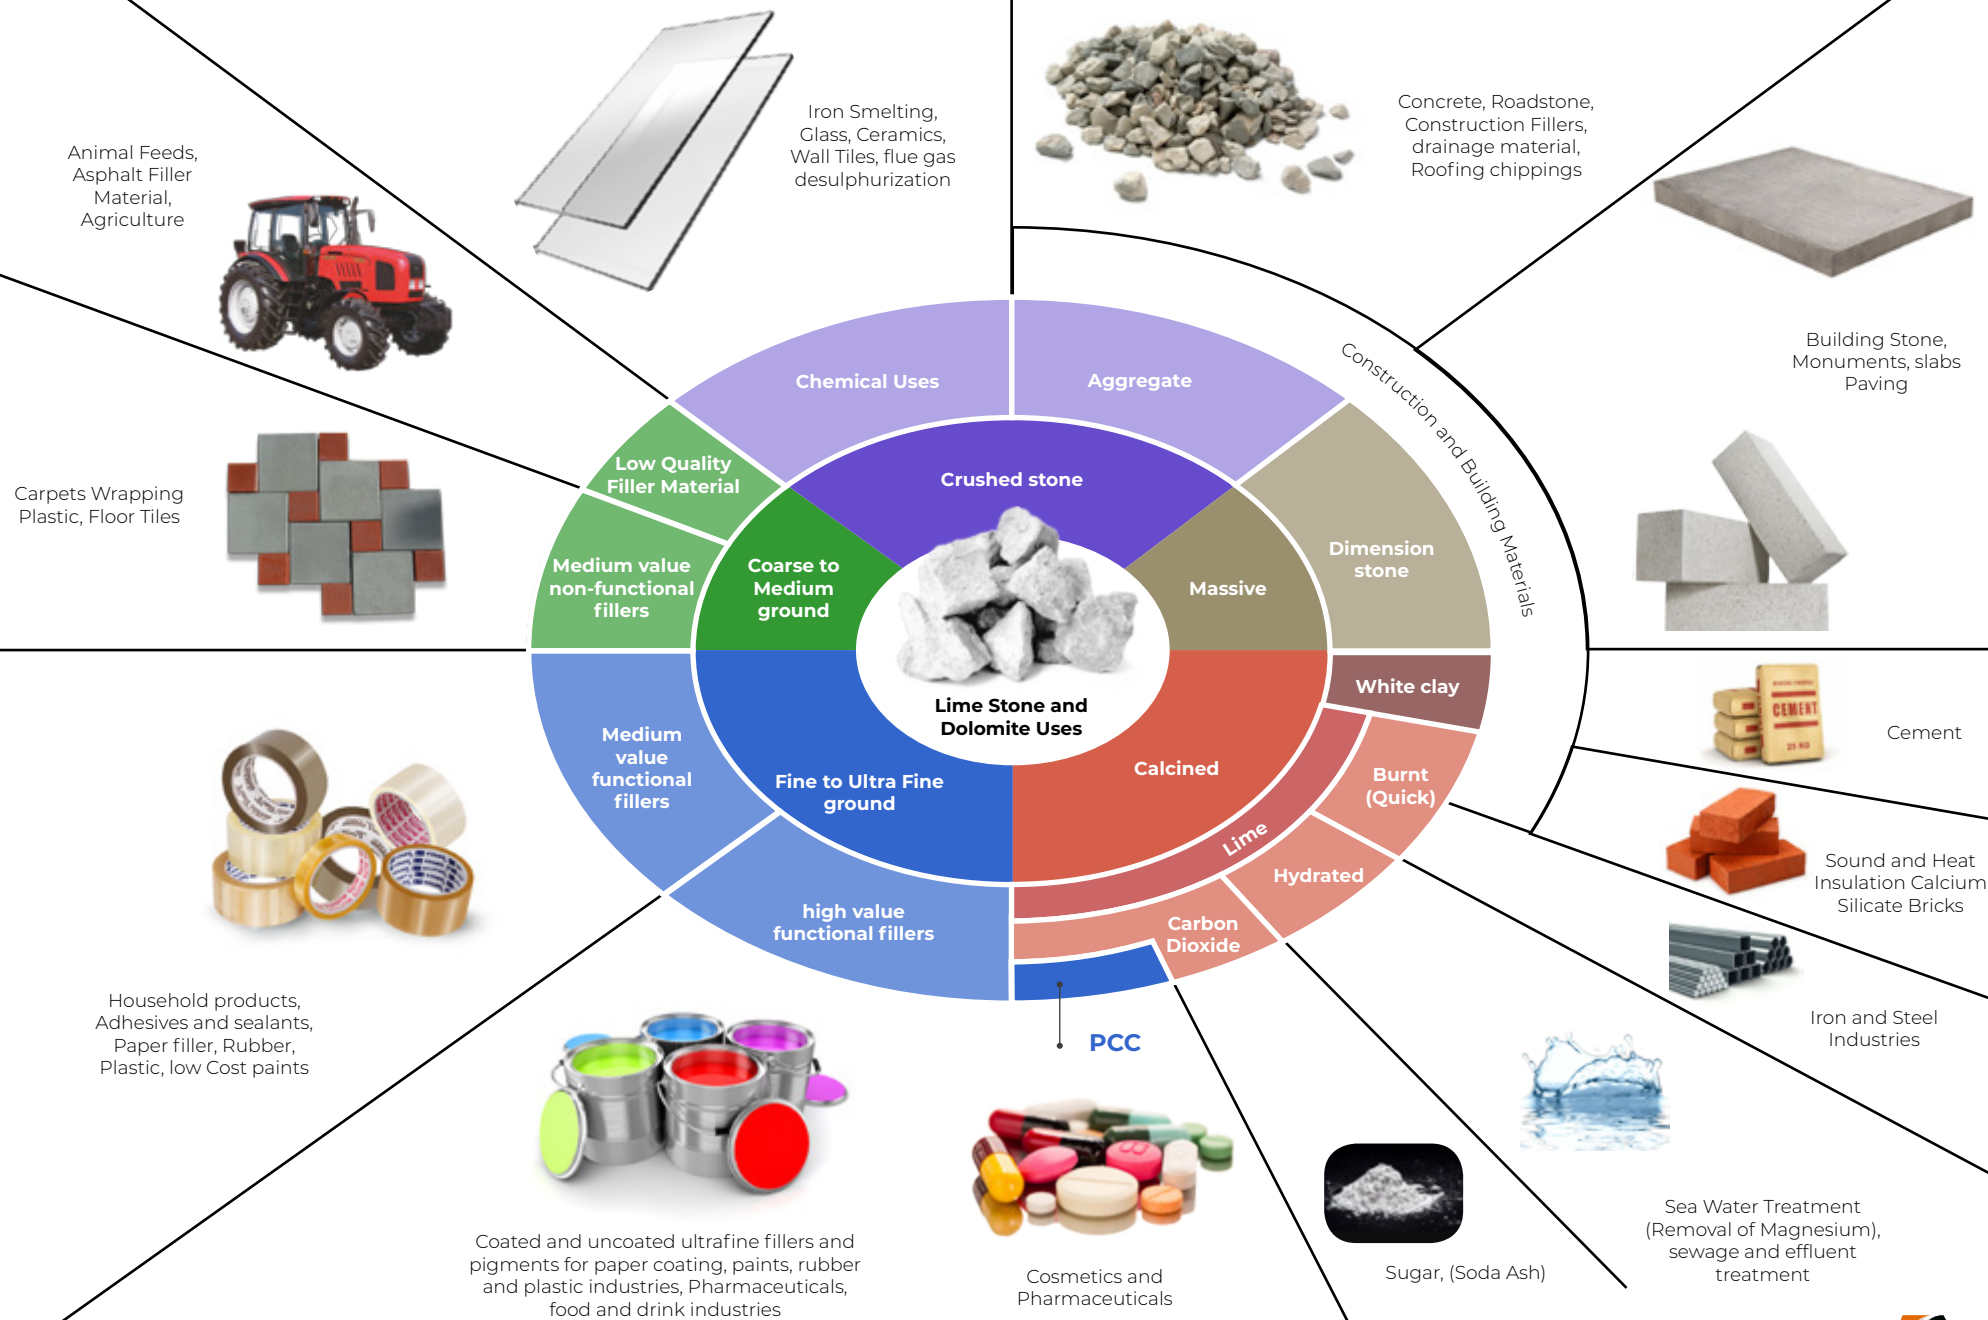 Iron Smelting,
Glass, Ceramics,
Wall Tiles, flue gas
desulphurization
Concrete, Roadstone,
Construction Fillers,
drainage material,
Roofing chippings
Animal Feeds,
Asphalt Filler
Material,
Agriculture
Building Stone,
Monuments, slabs
Paving
Construction and Building Materials
Chemical Uses
Aggregate
Low Quality
Filler Material
Crushed stone
Carpets Wrapping
Plastic, Floor Tiles
Medium value
non-functional
fillers
Coarse to
Medium
ground
Massive
Dimension
stone
Lime Stone and
Dolomite Uses
White clay
CEMENT
25 KG
Cement
Medium
value
functional
fillers
Fine to Ultra Fine
ground
Calcined
Burnt
(Quick)
Lime
Hydrated
Sound and Heat
Insulation Calcium
Silicate Bricks
high value
functional fillers
Carbon
Dioxide
PCC
Iron and Steel
Industries
Household products,
Adhesives and sealants,
Paper filler, Rubber,
Plastic, low Cost paints
Sea Water Treatment
(Removal of Magnesium),
sewage and effluent
treatment
Coated and uncoated ultrafine fillers and
pigments for paper coating, paints, rubber
and plastic industries, Pharmaceuticals,
food and drink industries
Cosmetics and
Pharmaceuticals
Sugar, (Soda Ash)